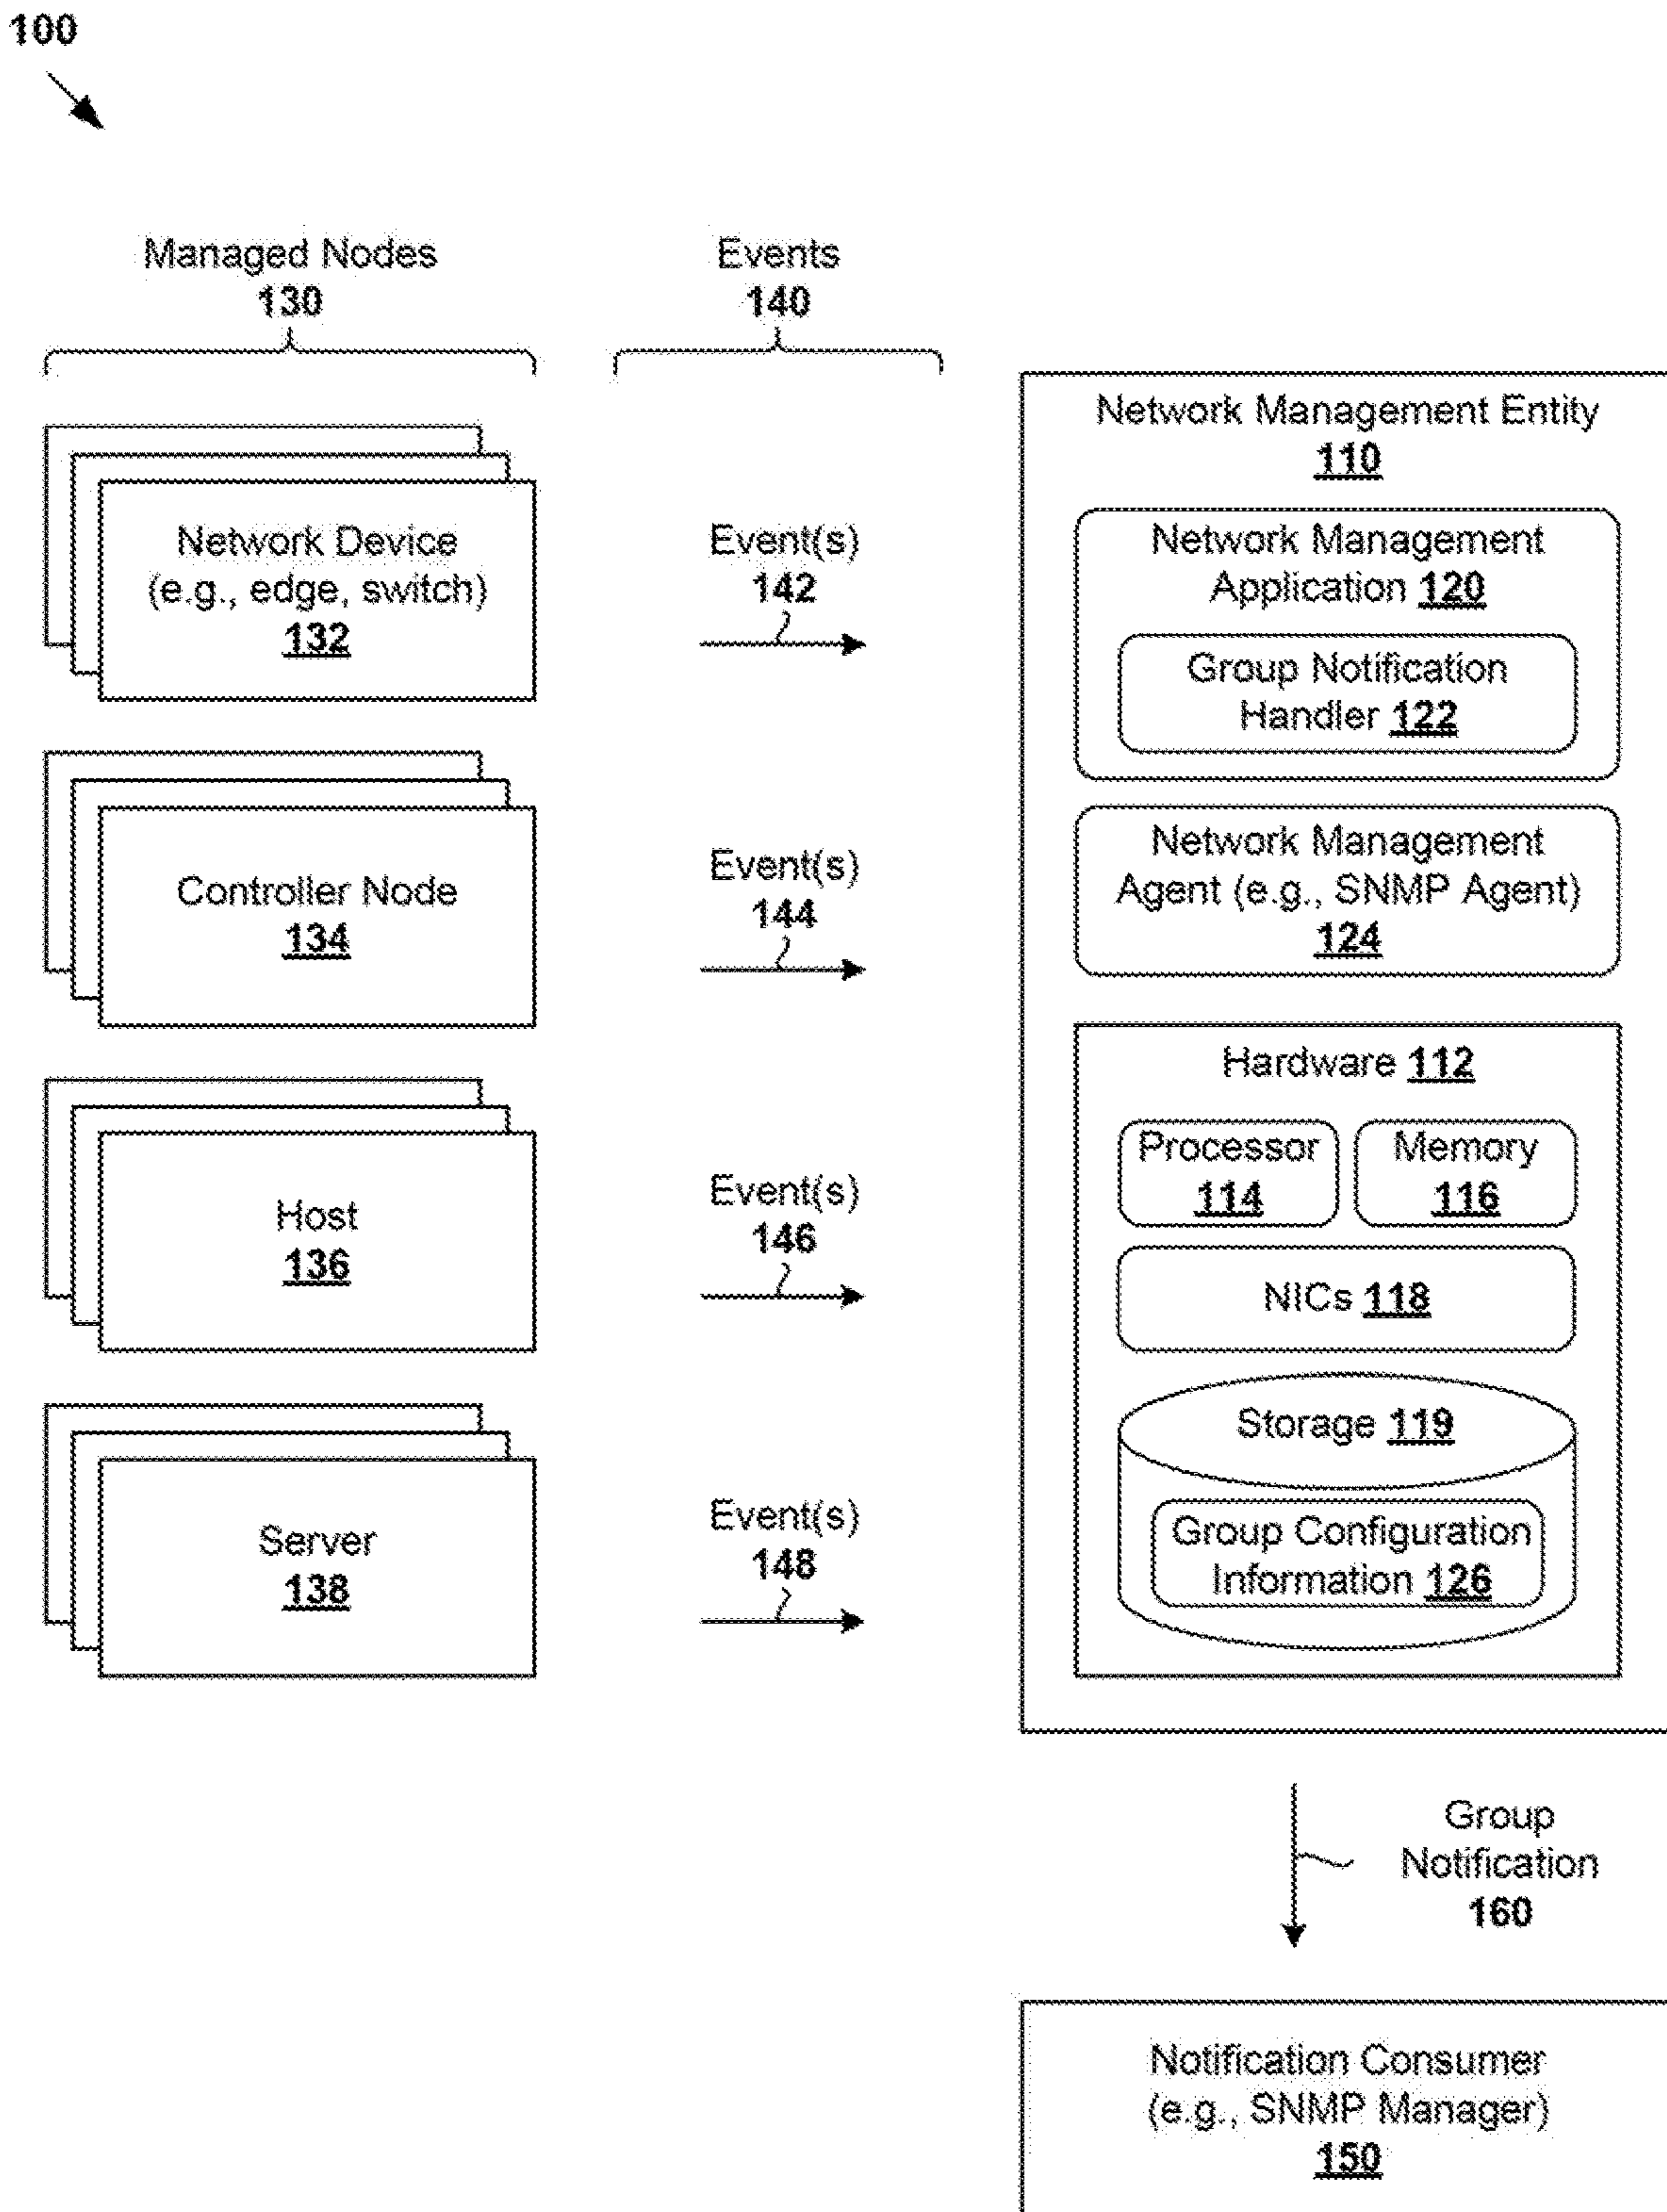 100
Managed Nodes
130
Events
140
Network Device
(e.g., edge, switch)
132
Event(s)
142
Controller Node
134
Event(s)
144
Host
136
Event(s)
146
Server
138
Event(s)
148
Network Management Entity
110
Network Management
Application 120
Group Notification
Handler 122
Network Management
Agent (e.g., SNMP Agent)
124
Hardware 112
Processor
114
Memory
116
NICs 118
Storage 119
Group Configuration
Information 126
Group
Notification
160
Notification Consumer
(e.g., SNMP Manager)
150